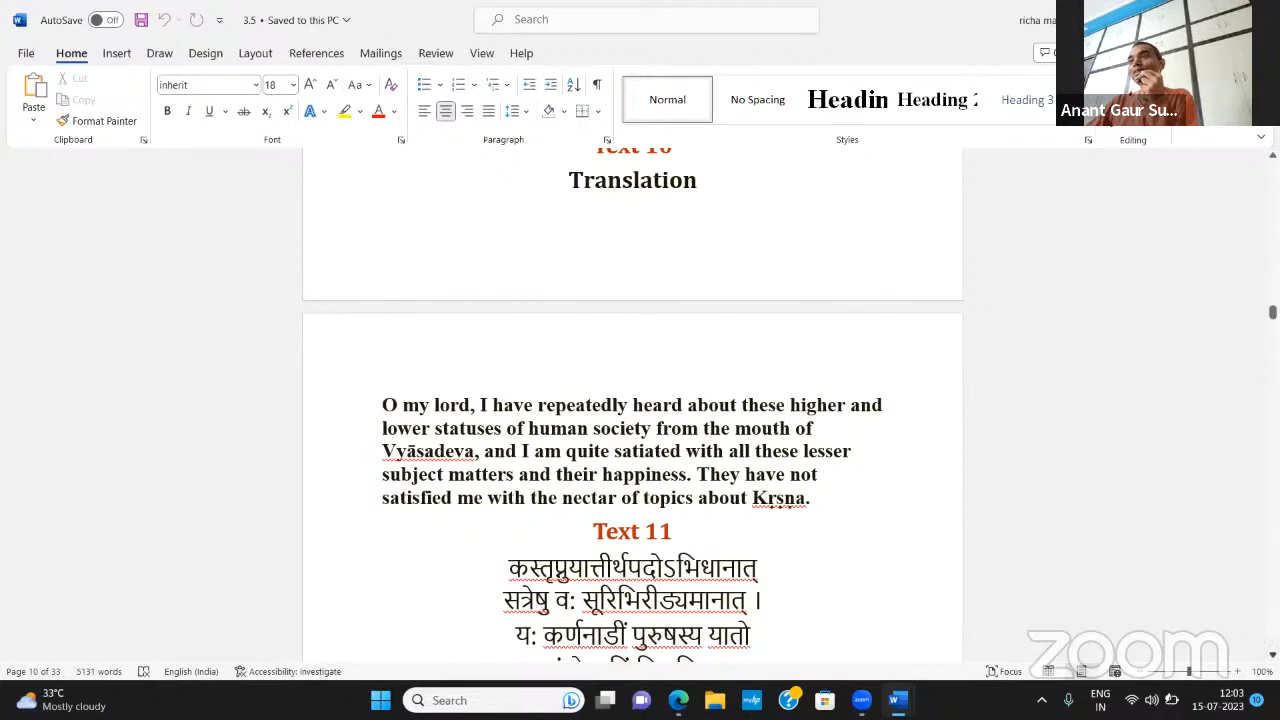 AutoSave Off 3.5 • Saved to this PC
Search
richa ma
File Home Insert Draw Design Layout References Mailings Review View Help
Paste
Cut
Copy
Format Painter
inherit 18
Normal
No Spacing
Headin
Heading 2
Heading 3
Clipboard Font Paragraph Styles Editing
Anant Gaur Su...
Text 10
Translation
O my lord, I have repeatedly heard about these higher and
lower statuses of human society from the mouth of
Vyāsadeva, and I am quite satiated with all these lesser
subject matters and their happiness. They have not
satisfied me with the nectar of topics about Kṛṣṇa.
Text 11
कस्तृप्नुयात्तीर्थपदोऽभिधानात्
सत्रेषु व: सूरिभिरीड्यमानात् ।
य: कर्णनाडीं पुरुषस्य यातो
zoom
Page 10 of 33 5131 words English (India) Accessibility: Investigate Focus
33°C
Mostly cloudy
Search
ENG
IN
12:03
15-07-2023